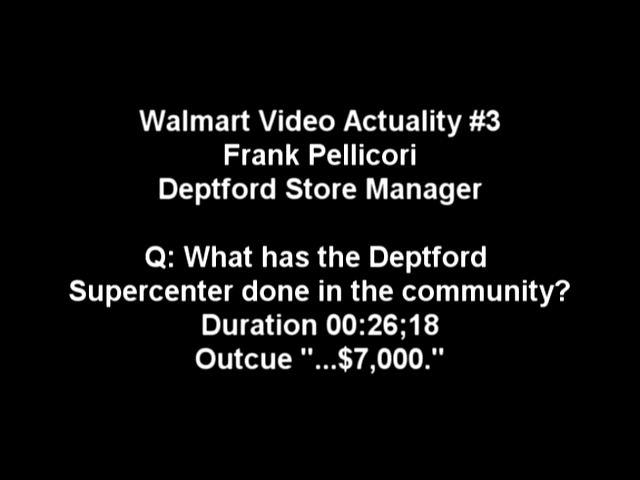 Walmart Video Actuality #3
Frank Pellicori
Deptford Store Manager
Q: What has the Deptford
Supercenter done in the community?
Duration 00:26;18
Outcue "...$7,000."